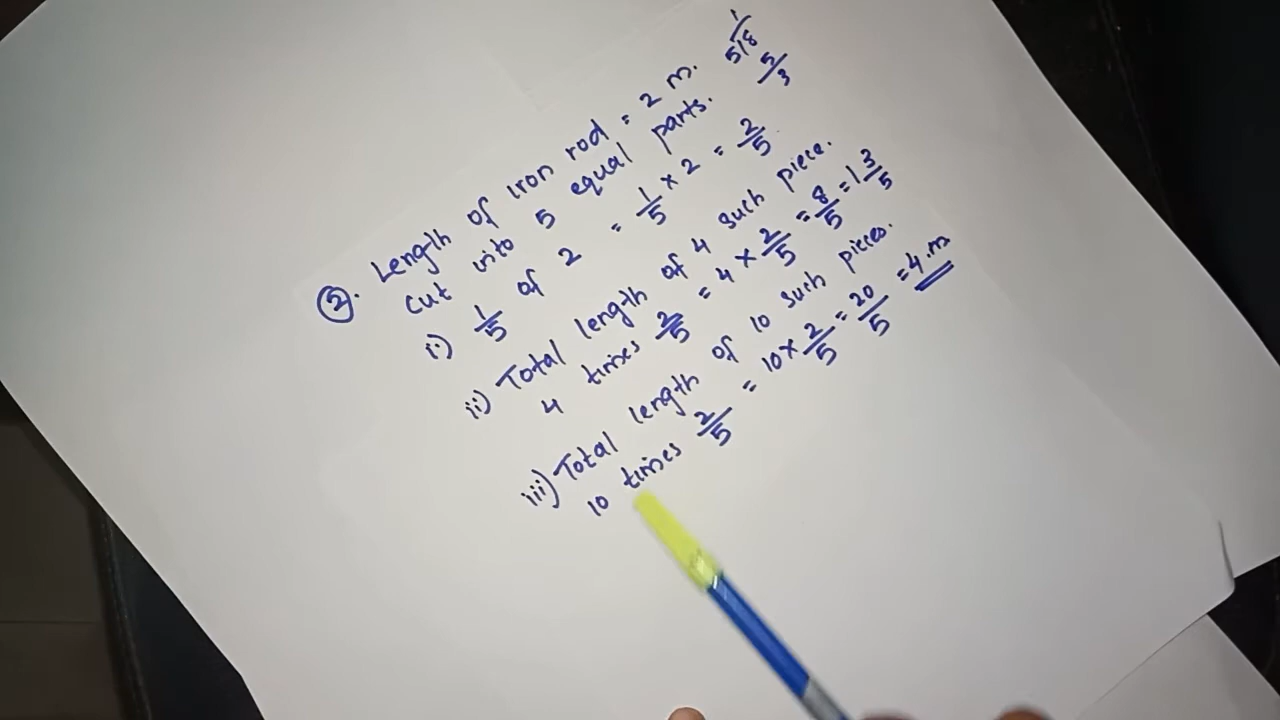 2. Length of iron rod = 2 m.
cut into 5 equal parts.
i) 1/5 of 2 = 1/5 × 2 = 2/5
ii) Total length of 4 such piece.
4 times 2/5 = 4 × 2/5 = 8/5 = 1 3/5
iii) Total length of 10 such pieces.
10 times 2/5 = 10 × 2/5 = 20/5 = 4.m
1
5)8
5/3